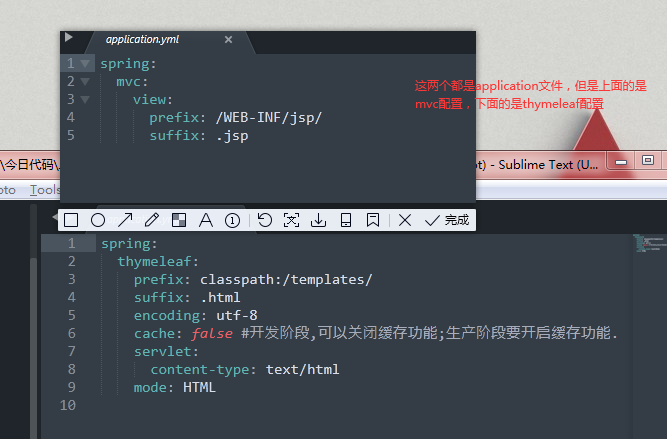 application.yml ×
1 spring:
2 mvc:
3 view:
4 prefix: /WEB-INF/jsp/
5 suffix: .jsp
这两个都是application文件，但是上面的是
mvc配置，下面的是thymeleaf配置
\今日代码\
ot) - Sublime Text (U...
oto Tools
完成
1 spring:
2 thymeleaf:
3 prefix: classpath:/templates/
4 suffix: .html
5 encoding: utf-8
6 cache: false #开发阶段,可以关闭缓存功能;生产阶段要开启缓存功能.
7 servlet:
8 content-type: text/html
9 mode: HTML
10